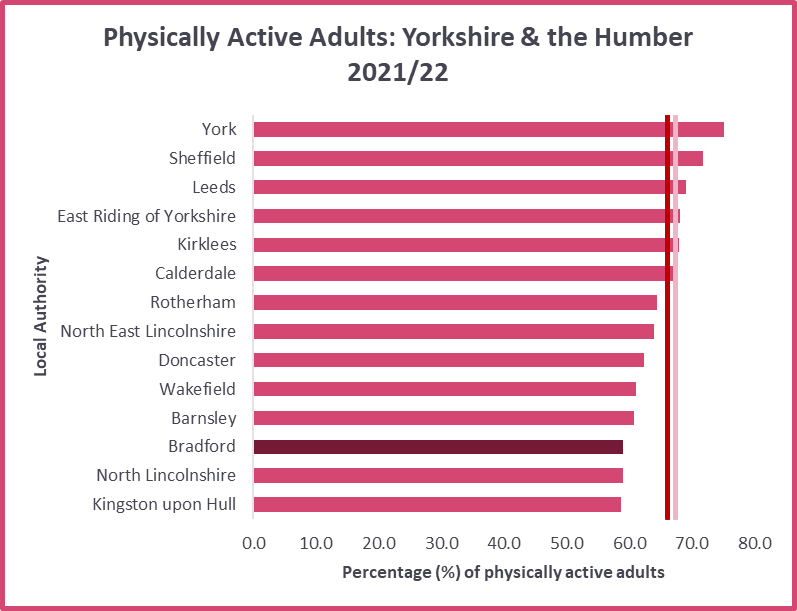 Physically Active Adults: Yorkshire & the Humber
2021/22
Local Authority
York
Sheffield
Leeds
East Riding of Yorkshire
Kirklees
Calderdale
Rotherham
North East Lincolnshire
Doncaster
Wakefield
Barnsley
Bradford
North Lincolnshire
Kingston upon Hull
0.0 10.0 20.0 30.0 40.0 50.0 60.0 70.0 80.0
Percentage (%) of physically active adults